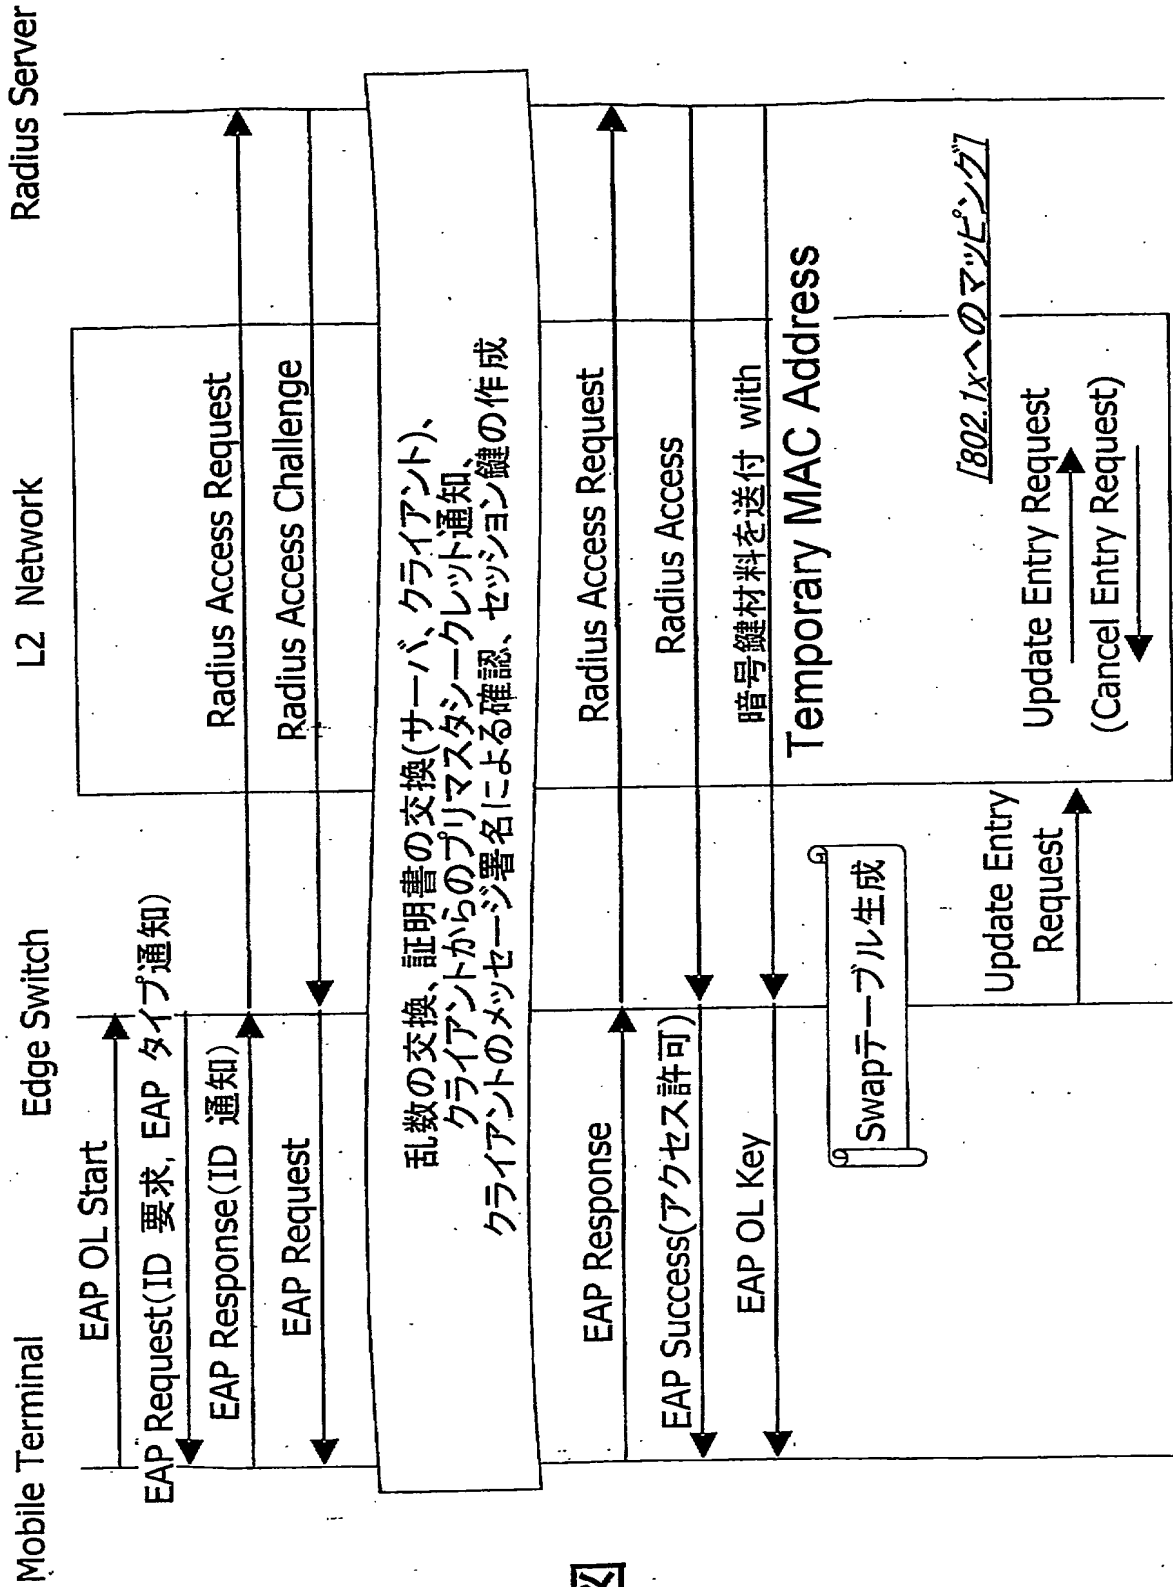 Mobile Terminal
Edge Switch
L2 Network
Radius Server
EAP OL Start
EAP Request(ID 要求, EAP タイプ通知)
EAP Response(ID 通知)
Radius Access Request
EAP Request
Radius Access Challenge
乱数の交換、証明書の交換(サーバ、クライアント)、
クライアントからのプリマスタシークレット通知、
クライアントのメッセージ署名による確認、セッション鍵の作成
EAP Response
Radius Access Request
EAP Success(アクセス許可)
Radius Access
EAP OL Key
暗号鍵材料を送付 with
Temporary MAC Address
Swapテーブル生成
[802.1xへのマッピング]
Update Entry
Request
Update Entry Request
(Cancel Entry Request)
図